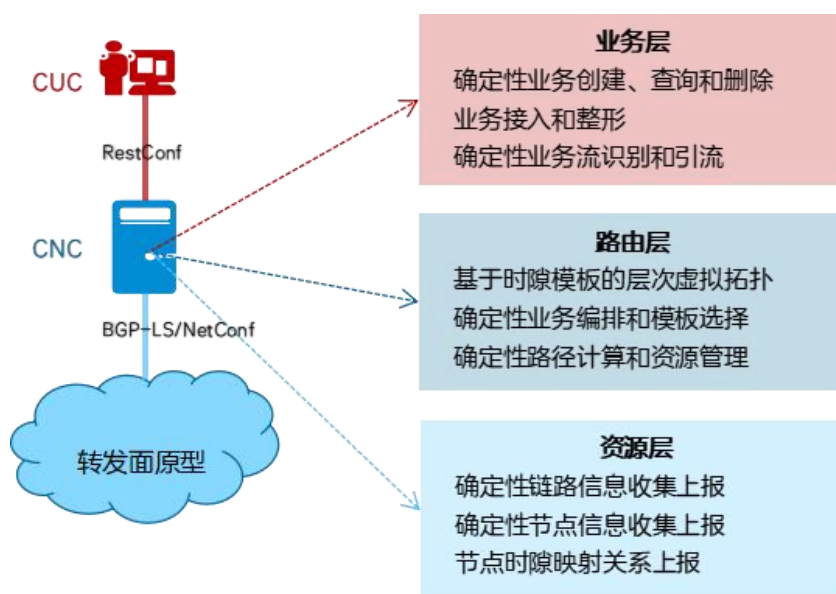 CUC
RestConf
CNC
BGP-LS/NetConf
转发面原型
业务层
确定性业务创建、查询和删除
业务接入和整形
确定性业务流识别和引流
路由层
基于时隙模板的层次虚拟拓扑
确定性业务编排和模板选择
确定性路径计算和资源管理
资源层
确定性链路信息收集上报
确定性节点信息收集上报
节点时隙映射关系上报